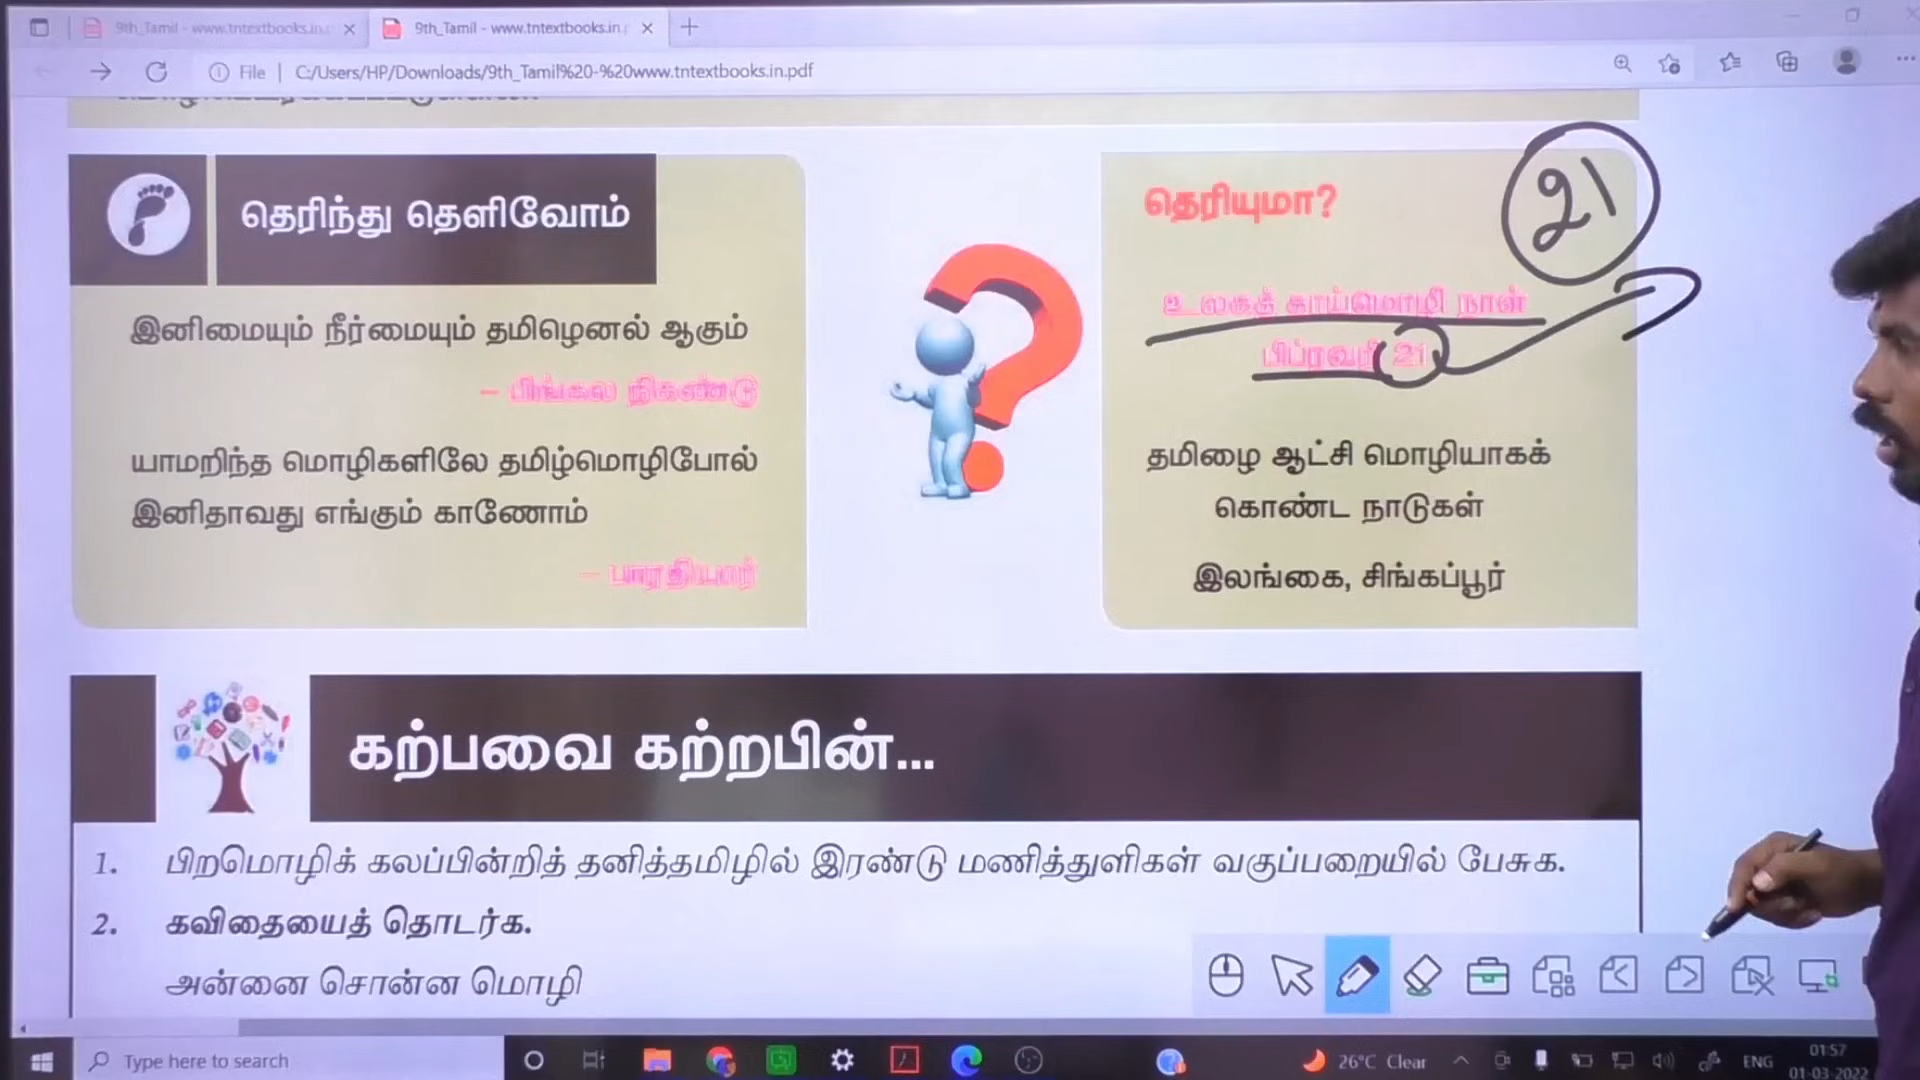 9th_Tamil - www.tntextbooks.in.
9th_Tamil - www.tntextbooks.in.
File
C:/Users/HP/Downloads/9th_Tamil%20-%20www.tntextbooks.in.pdf
தெரிந்து தெளிவோம்
இனிமையும் நீர்மையும் தமிழெனல் ஆகும்
– பிங்கல நிகண்டு
யாமறிந்த மொழிகளிலே தமிழ்மொழிபோல்
இனிதாவது எங்கும் காணோம்
– பாரதியார்
தெரியுமா?
21
உலகத் தாய்மொழி நாள்
பிப்ரவரி 21
தமிழை ஆட்சி மொழியாகக்
கொண்ட நாடுகள்
இலங்கை, சிங்கப்பூர்
கற்பவை கற்றபின்...
1. பிறமொழிக் கலப்பின்றித் தனித்தமிழில் இரண்டு மணித்துளிகள் வகுப்பறையில் பேசுக.
2. கவிதையைத் தொடர்க.
அன்னை சொன்ன மொழி
Type here to search
26°C Clear
ENG
01:57
01-03-2022